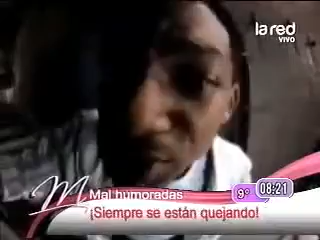 la red
VIVO
M
Mal humoradas
9°
08:21
¡Siempre se están quejando!